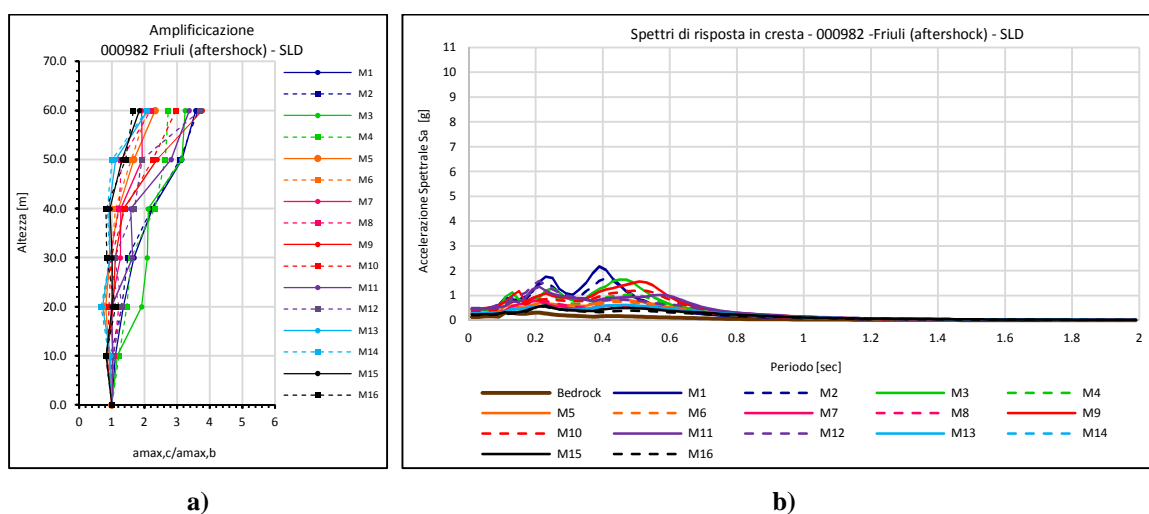 Amplificicazione
000982 Friuli (aftershock) - SLD
70.0
60.0
50.0
40.0
30.0
20.0
10.0
0.0
Altezza [m]
0 1 2 3 4 5 6
amax,c/amax,b
M1
M2
M3
M4
M5
M6
M7
M8
M9
M10
M11
M12
M13
M14
M15
M16
a)
Spettri di risposta in cresta - 000982 -Friuli (aftershock) - SLD
11
10
9
8
7
6
5
4
3
2
1
0
Accelerazione Spettrale Sa [g]
0 0.2 0.4 0.6 0.8 1 1.2 1.4 1.6 1.8 2
Periodo [sec]
Bedrock M1 M2 M3 M4
M5 M6 M7 M8 M9
M10 M11 M12 M13 M14
M15 M16
b)